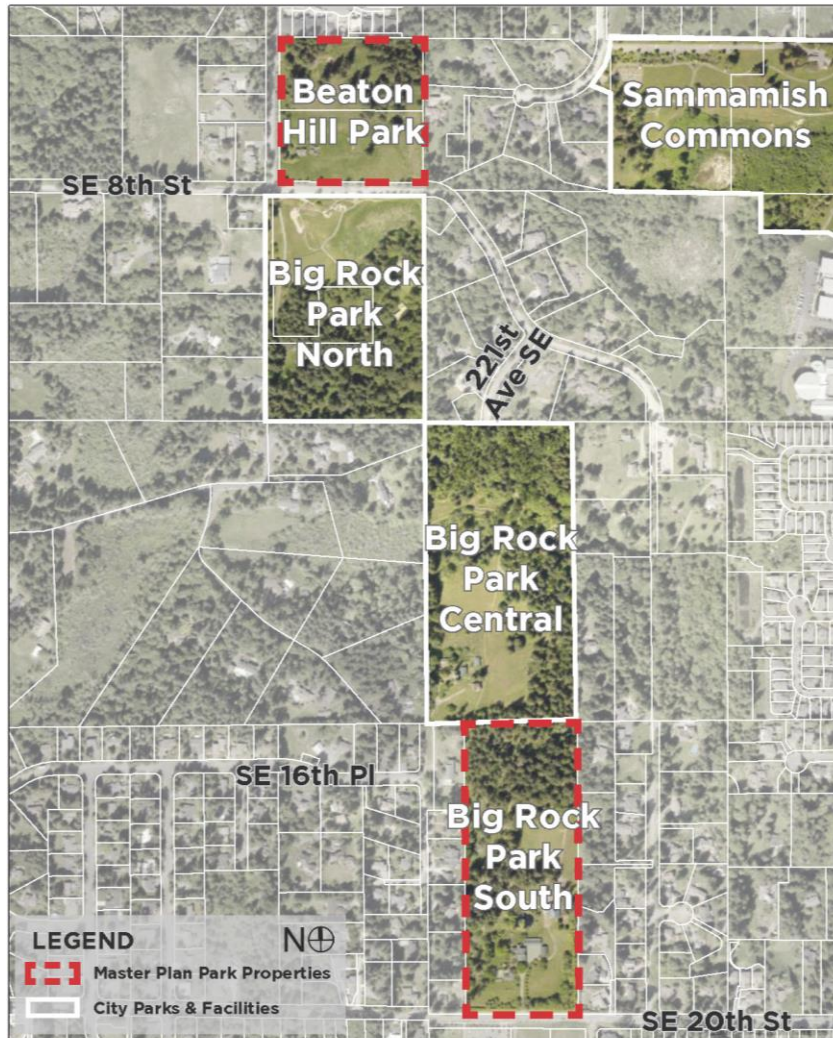 Beaton
Hill Park
Sammamish
Commons
SE 8th St
Big Rock
Park
North
221st
Ave SE
Big Rock
Park
Central
SE 16th Pl
Big Rock
Park
South
LEGEND
N
Master Plan Park Properties
City Parks & Facilities
SE 20th St